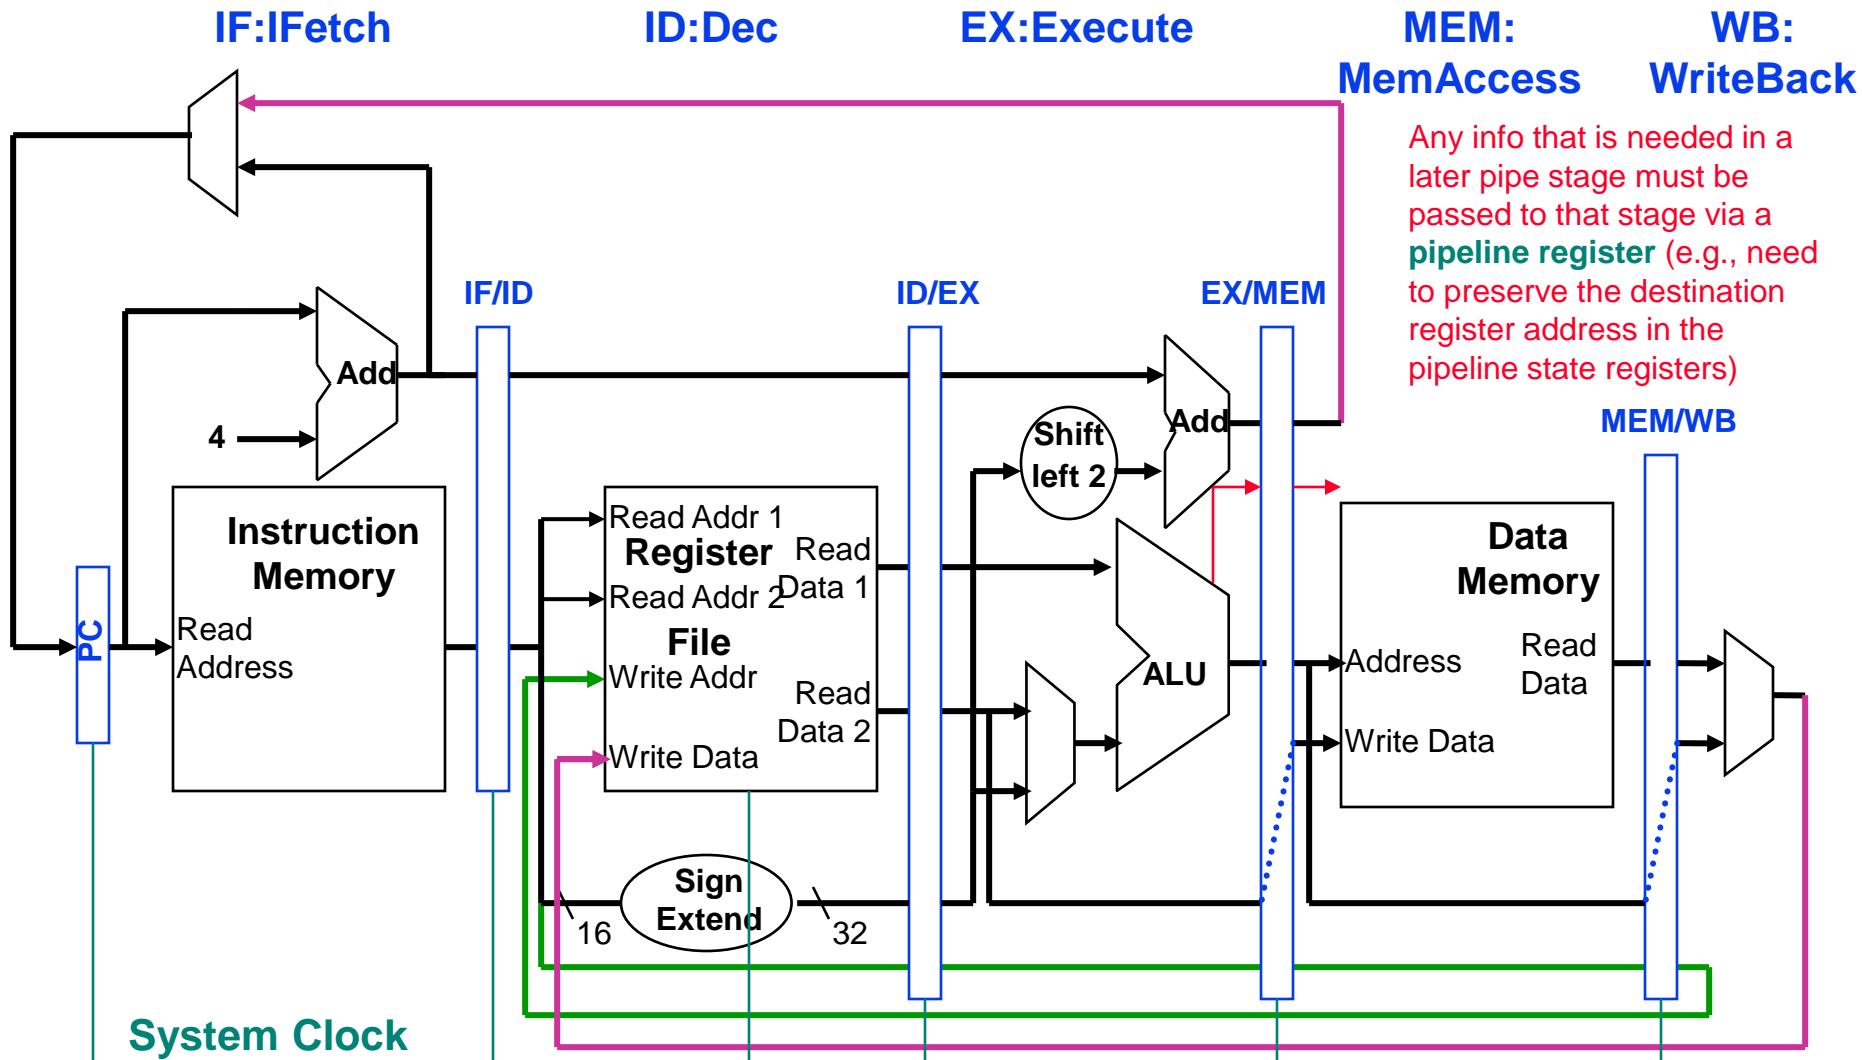 IF:IFetch
ID:Dec
EX:Execute
MEM:
MemAccess
WB:
WriteBack
Any info that is needed in a
later pipe stage must be
passed to that stage via a
pipeline register (e.g., need
to preserve the destination
register address in the
pipeline state registers)
IF/ID
ID/EX
EX/MEM
MEM/WB
Add
4
Add
Shift
left 2
Instruction
Memory
Read
Address
PC
Read Addr 1
Register
Read Addr 2
File
Write Addr
Write Data
Read
Data 1
Read
Data 2
ALU
Data
Memory
Address
Read
Data
Write Data
Sign
Extend
16
32
System Clock